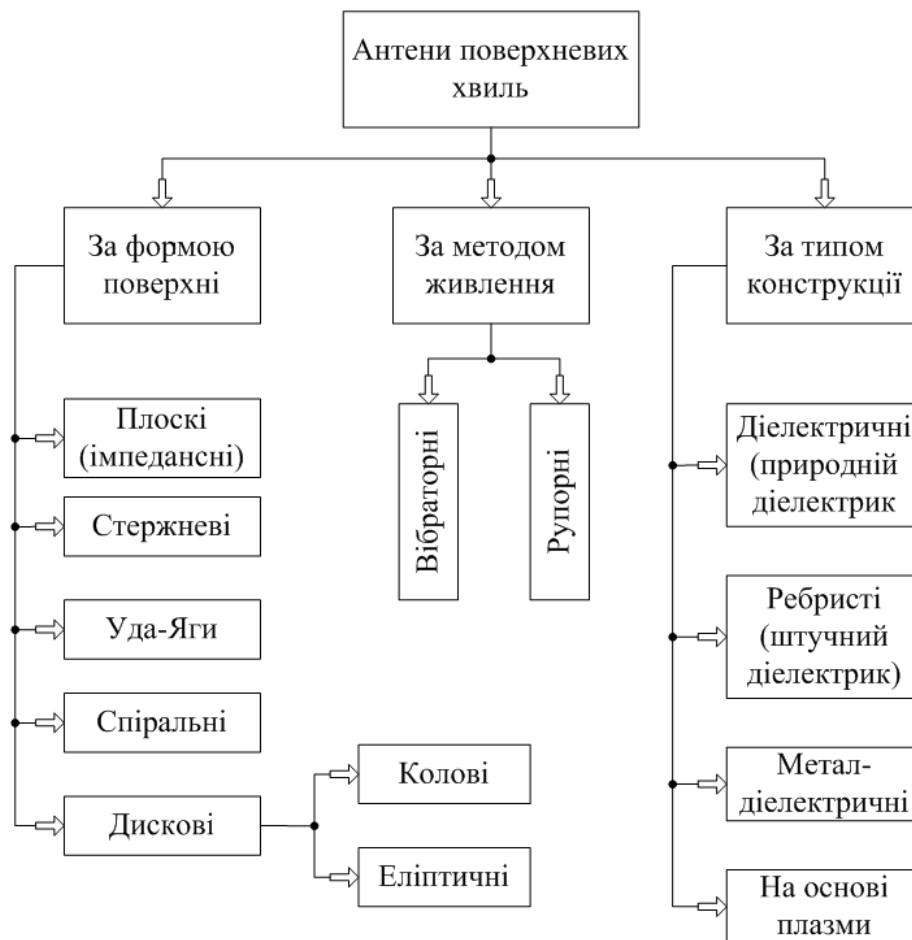 Антени поверхневих
хвиль
За формою
поверхні
За методом
живлення
За типом
конструкції
Плоскі
(імпедансні)
Стержневі
Уда-Яги
Спіральні
Дискові
Колові
Еліптичні
Вібраторні
Рупорні
Діелектричні
(природній
діелектрик
Ребристі
(штучний
діелектрик)
Метал-
діелектричні
На основі
плазми